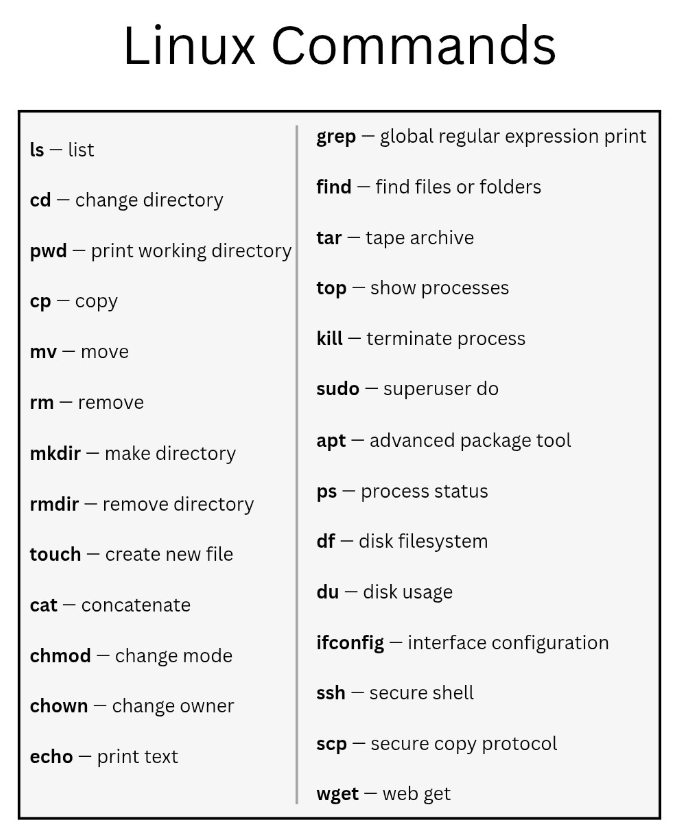 Linux Commands
ls – list
cd – change directory
pwd – print working directory
cp – copy
mv – move
rm – remove
mkdir – make directory
rmdir – remove directory
touch – create new file
cat – concatenate
chmod – change mode
chown – change owner
echo – print text
grep – global regular expression print
find – find files or folders
tar – tape archive
top – show processes
kill – terminate process
sudo – superuser do
apt – advanced package tool
ps – process status
df – disk filesystem
du – disk usage
ifconfig – interface configuration
ssh – secure shell
scp – secure copy protocol
wget – web get